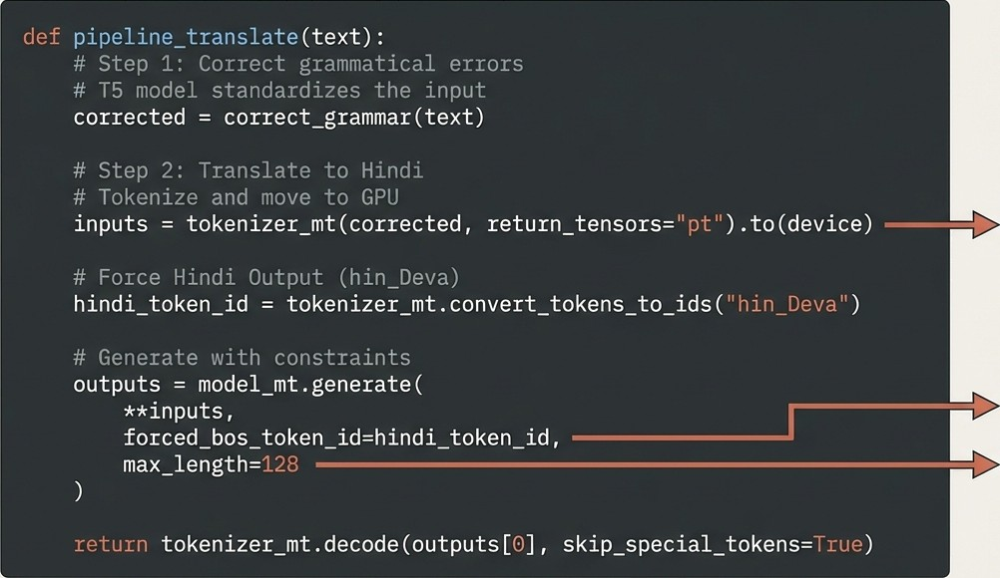 def pipeline_translate(text):
    # Step 1: Correct grammatical errors
    # T5 model standardizes the input
    corrected = correct_grammar(text)

    # Step 2: Translate to Hindi
    # Tokenize and move to GPU
    inputs = tokenizer_mt(corrected, return_tensors="pt").to(device)

    # Force Hindi Output (hin_Deva)
    hindi_token_id = tokenizer_mt.convert_tokens_to_ids("hin_Deva")

    # Generate with constraints
    outputs = model_mt.generate(
        **inputs,
        forced_bos_token_id=hindi_token_id,
        max_length=128
    )

    return tokenizer_mt.decode(outputs[0], skip_special_tokens=True)